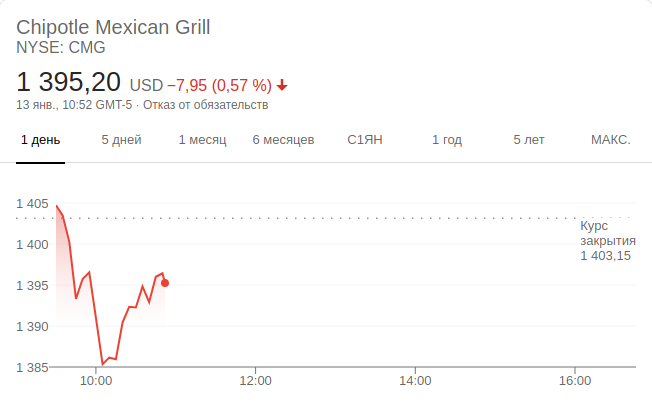 Chipotle Mexican Grill
NYSE: CMG
1 395,20 USD −7,95 (0,57 %)
13 янв., 10:52 GMT-5 · Отказ от обязательств
1 день 5 дней 1 месяц 6 месяцев С1ЯН 1 год 5 лет МАКС.
1 405
Курс
закрытия
1 403,15
1 400
1 395
1 390
1 385
10:00 12:00 14:00 16:00